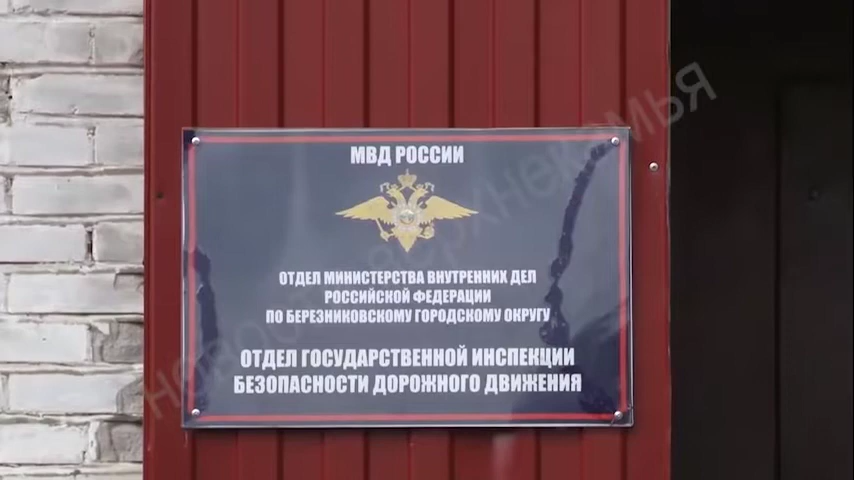 МВД РОССИИ
ОТДЕЛ МИНИСТЕРСТВА ВНУТРЕННИХ ДЕЛ
РОССИЙСКОЙ ФЕДЕРАЦИИ
ПО БЕРЕЗНИКОВСКОМУ ГОРОДСКОМУ ОКРУГУ
ОТДЕЛ ГОСУДАРСТВЕННОЙ ИНСПЕКЦИИ
БЕЗОПАСНОСТИ ДОРОЖНОГО ДВИЖЕНИЯ